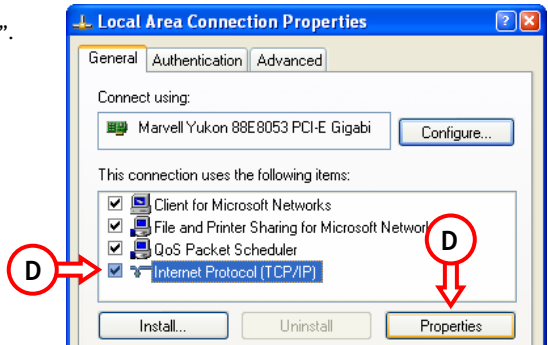 ”.
Local Area Connection Properties
General Authentication Advanced
Connect using:
Marvell Yukon 88E8053 PCI-E Gigabi Configure...
This connection uses the following items:
Client for Microsoft Networks
File and Printer Sharing for Microsoft Network
D
QoS Packet Scheduler
D Internet Protocol (TCP/IP)
Install... Uninstall Properties